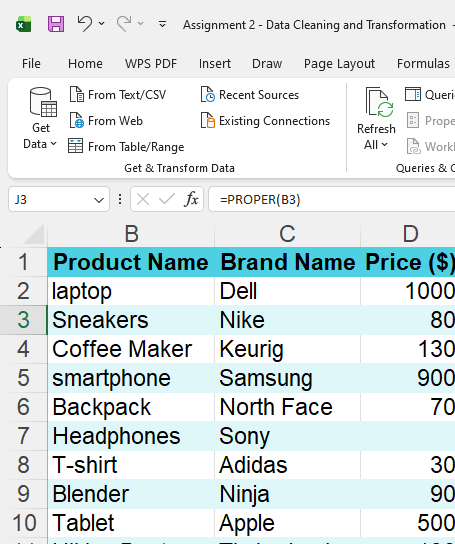 Assignment 2 - Data Cleaning and Transformation -
File Home WPS PDF Insert Draw Page Layout Formulas
From Text/CSV Recent Sources
From Web Existing Connections
From Table/Range
Get Data
Refresh All
Queri
Prope
Workl
Get & Transform Data Queries & C
J3 fx =PROPER(B3)
B C D
1 Product Name Brand Name Price ($)
2 laptop Dell 1000
3 Sneakers Nike 80
4 Coffee Maker Keurig 130
5 smartphone Samsung 900
6 Backpack North Face 70
7 Headphones Sony
8 T-shirt Adidas 30
9 Blender Ninja 90
10 Tablet Apple 500